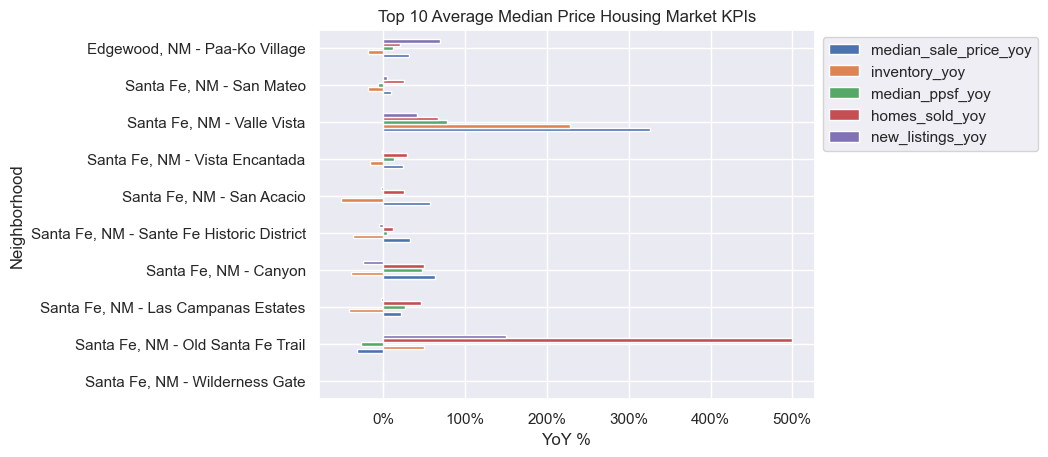 Top 10 Average Median Price Housing Market KPIs
Edgewood, NM - Paa-Ko Village
Santa Fe, NM - San Mateo
Santa Fe, NM - Valle Vista
Santa Fe, NM - Vista Encantada
Santa Fe, NM - San Acacio
Santa Fe, NM - Sante Fe Historic District
Santa Fe, NM - Canyon
Santa Fe, NM - Las Campanas Estates
Santa Fe, NM - Old Santa Fe Trail
Santa Fe, NM - Wilderness Gate
Neighborhood
0% 100% 200% 300% 400% 500%
YoY %
median_sale_price_yoy
inventory_yoy
median_ppsf_yoy
homes_sold_yoy
new_listings_yoy